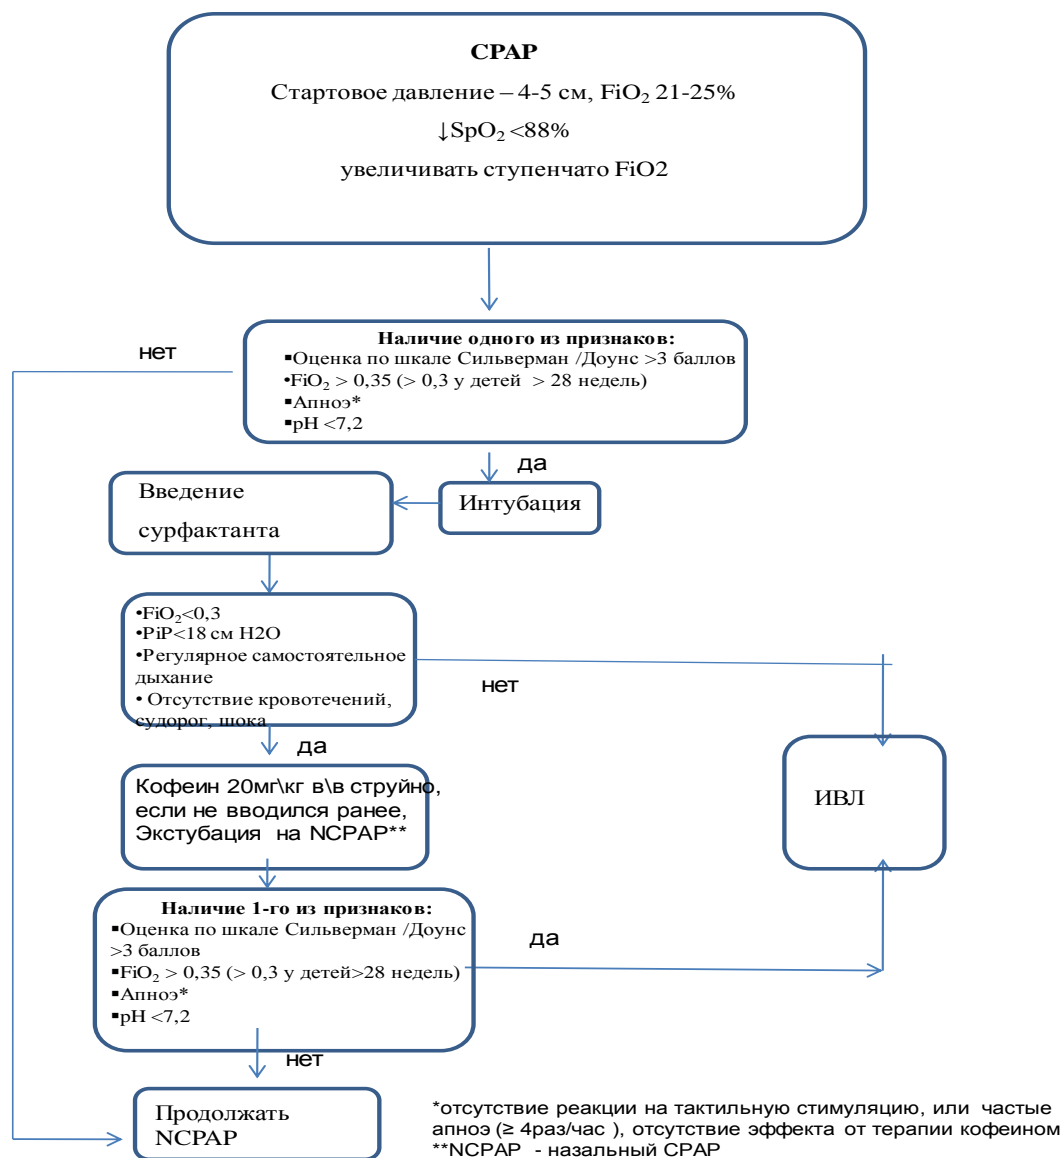 CPAP
Стартовое давление – 4-5 см, FiO₂ 21-25%
↓SpO₂ <88%
увеличивать ступенчато FiO2
Наличие одного из признаков:
▪Оценка по шкале Сильверман /Доунс >3 баллов
•FiO₂ > 0,35 (> 0,3 у детей > 28 недель)
▪Апноэ*
▪pH <7,2
нет
да
Интубация
Введение
сурфактанта
•FiO₂<0,3
•PiP<18 см H2O
•Регулярное самостоятельное
дыхание
• Отсутствие кровотечений,
судорог, шока
нет
да
ИВЛ
Кофеин 20мг\кг в\в струйно,
если не вводился ранее,
Экстубация на NCPAP**
Наличие 1-го из признаков:
▪Оценка по шкале Сильверман /Доунс
>3 баллов
▪FiO₂ > 0,35 (> 0,3 у детей>28 недель)
▪Апноэ*
▪pH <7,2
да
нет
Продолжать
NCPAP
*отсутствие реакции на тактильную стимуляцию, или частые
апноэ (≥ 4раз/час ), отсутствие эффекта от терапии кофеином
**NCPAP - назальный CPAP